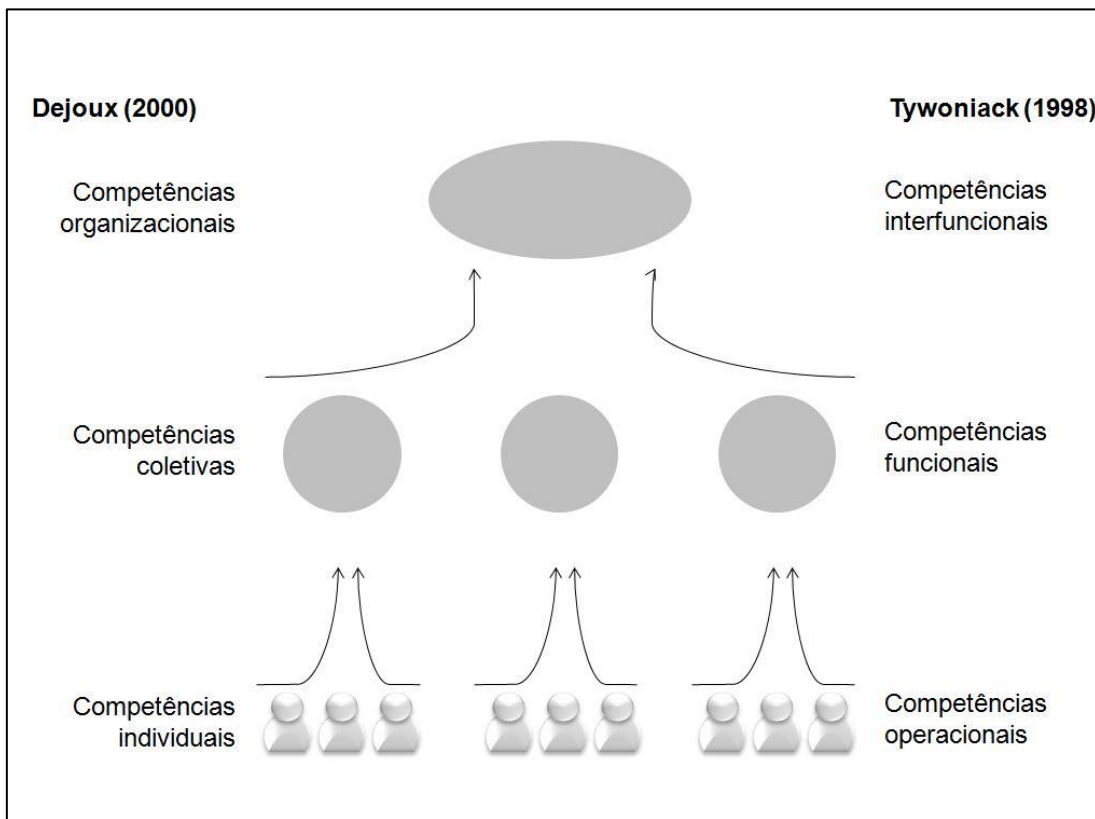 Dejoux (2000)
Tywoniack (1998)
Competências
organizacionais
Competências
interfuncionais
Competências
coletivas
Competências
funcionais
Competências
individuais
Competências
operacionais